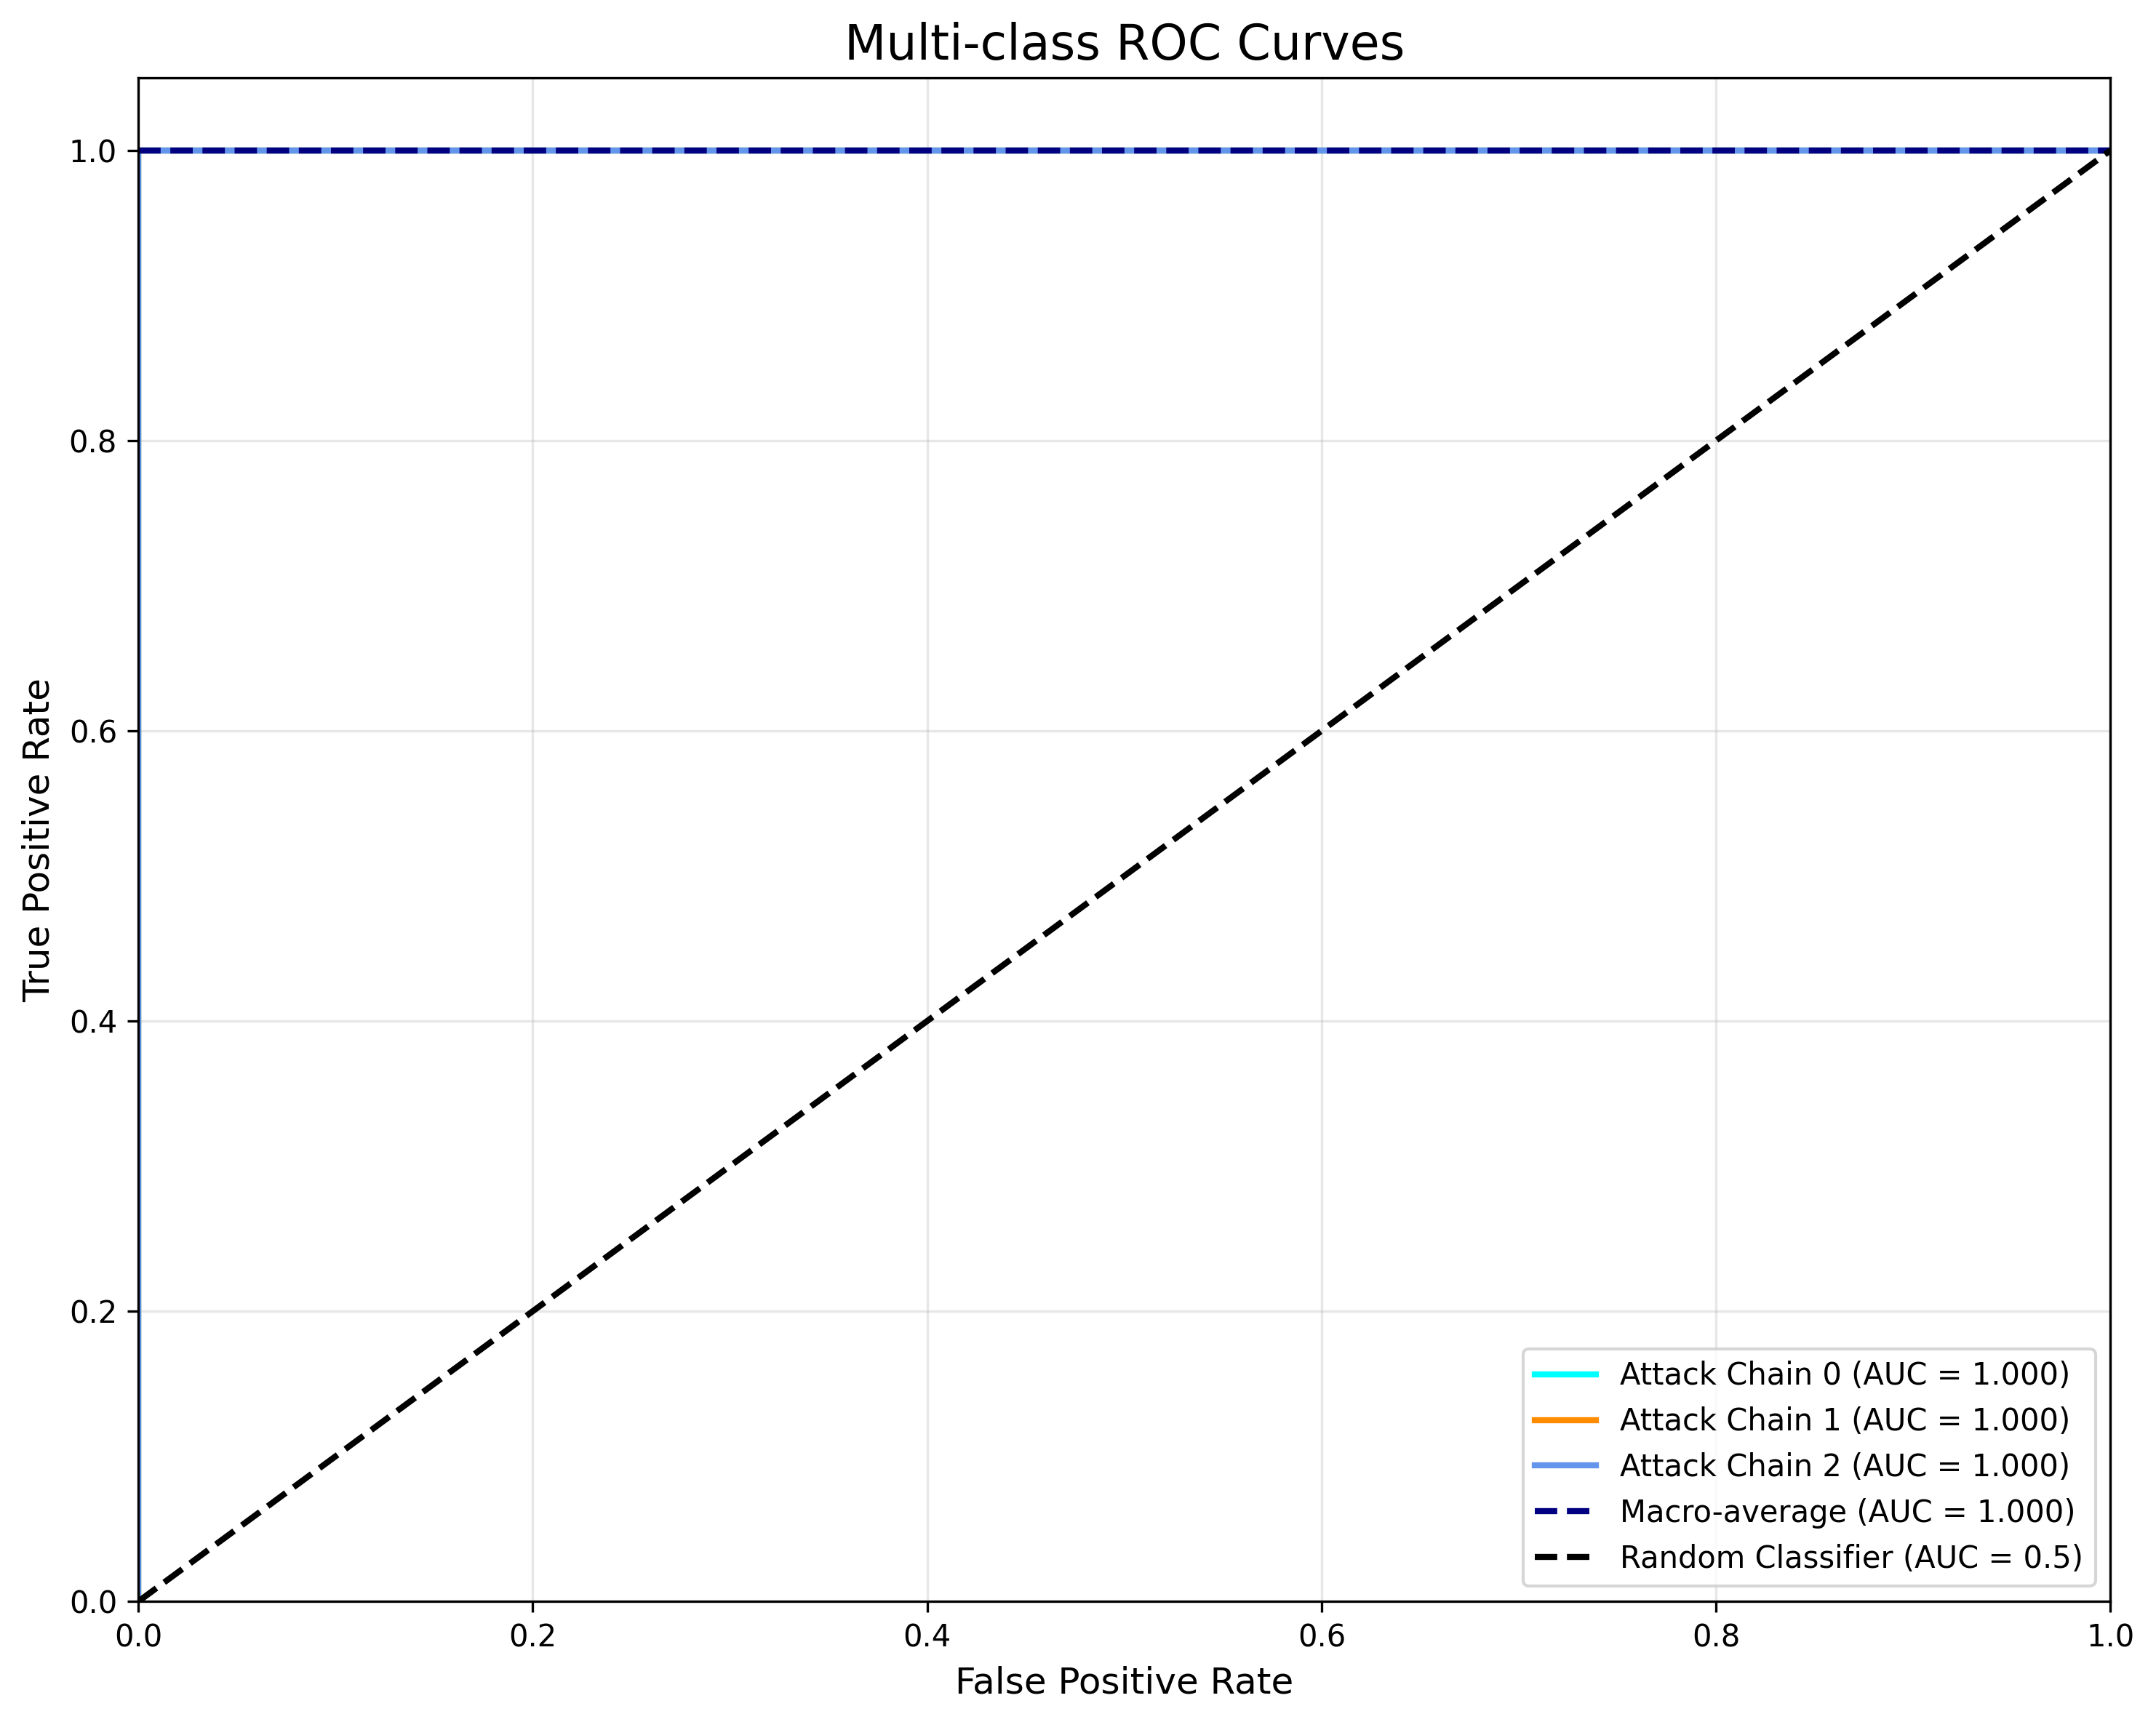 Multi-class ROC Curves
True Positive Rate
1.0
0.8
0.6
0.4
0.2
0.0
0.0 0.2 0.4 0.6 0.8 1.0
False Positive Rate
Attack Chain 0 (AUC = 1.000)
Attack Chain 1 (AUC = 1.000)
Attack Chain 2 (AUC = 1.000)
Macro-average (AUC = 1.000)
Random Classifier (AUC = 0.5)